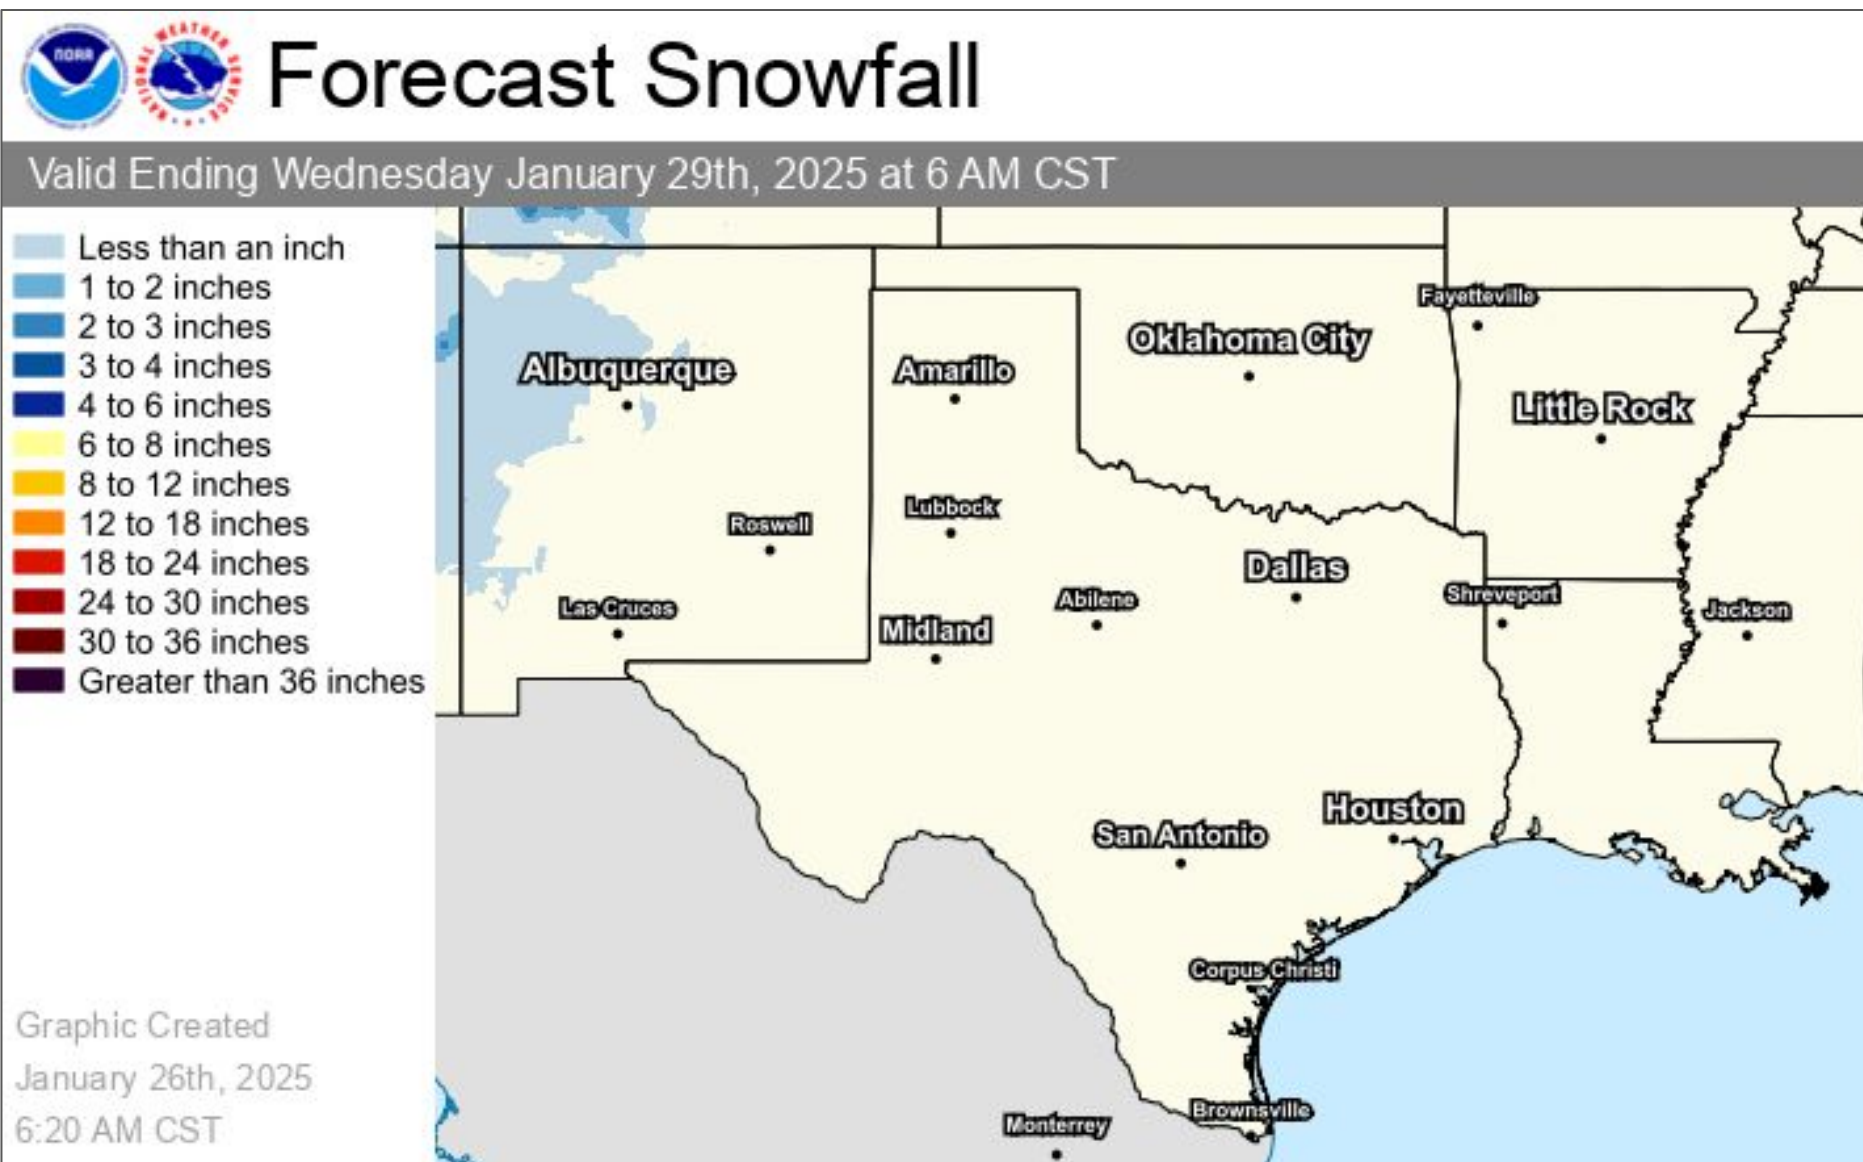 NOAA
NATIONAL WEATHER SERVICE
Forecast Snowfall
Valid Ending Wednesday January 29th, 2025 at 6 AM CST
Less than an inch
1 to 2 inches
2 to 3 inches
3 to 4 inches
4 to 6 inches
6 to 8 inches
8 to 12 inches
12 to 18 inches
18 to 24 inches
24 to 30 inches
30 to 36 inches
Greater than 36 inches
Fayetteville
Oklahoma City
Albuquerque
Amarillo
Little Rock
Lubbock
Roswell
Dallas
Shreveport
Abilene
Las Cruces
Jackson
Midland
Houston
San Antonio
Corpus Christi
Brownsville
Monterrey
Graphic Created
January 26th, 2025
6:20 AM CST